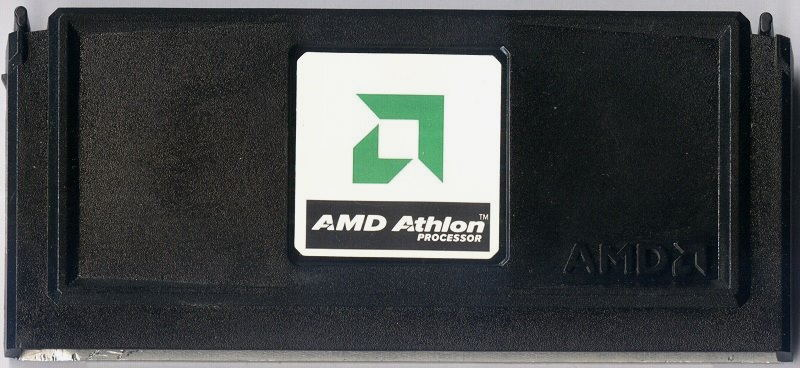 AMD Athlon™
PROCESSOR
AMD